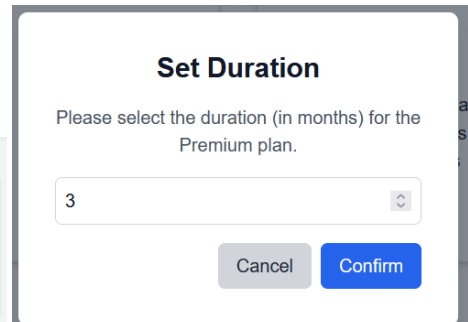 Set Duration
Please select the duration (in months) for the
Premium plan.
3
Cancel
Confirm